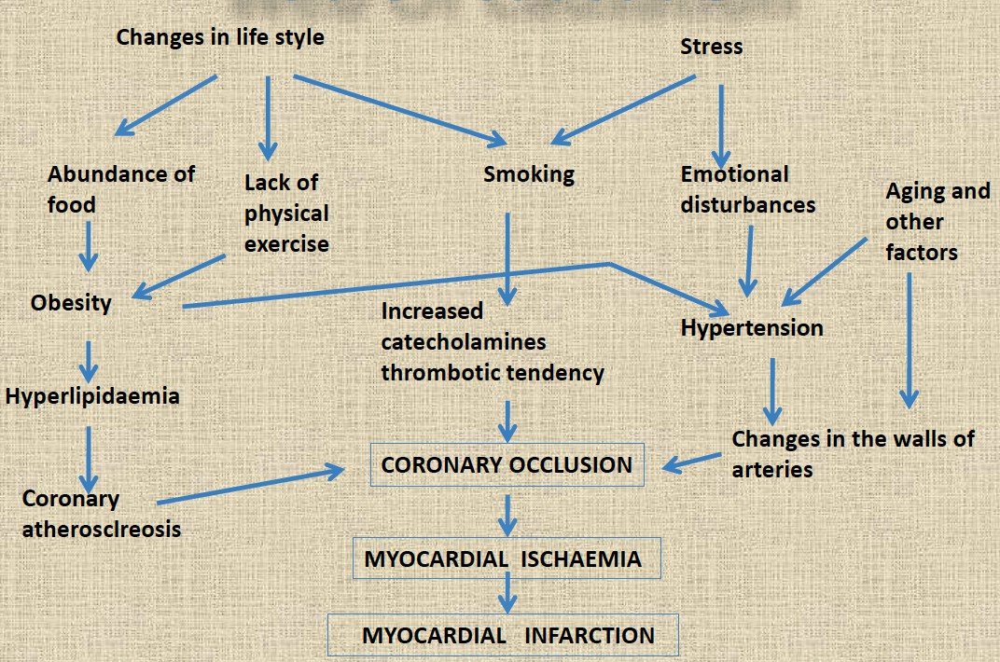 Changes in life style
Stress
Abundance of
food
Lack of
physical
exercise
Smoking
Emotional
disturbances
Aging and
other
factors
Obesity
Increased
catecholamines
thrombotic tendency
Hypertension
Hyperlipidaemia
Changes in the walls of
arteries
CORONARY OCCLUSION
Coronary
atherosclreosis
MYOCARDIAL ISCHAEMIA
MYOCARDIAL INFARCTION